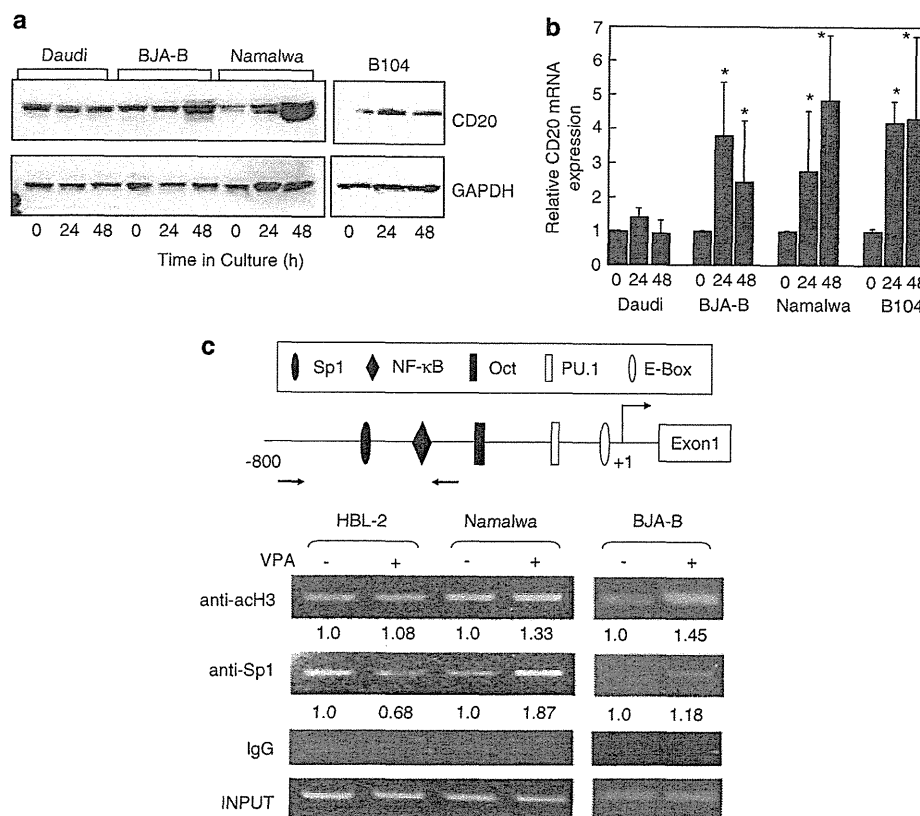 a
Daudi BJA-B Namalwa B104
CD20
GAPDH
0 24 48 0 24 48 0 24 48 0 24 48
Time in Culture (h)
b
Relative CD20 mRNA
expression
7
6
5
4
3
2
1
0
* * * * * *
0 24 48 0 24 48 0 24 48 0 24 48
Daudi BJA-B Namalwa B104
c
Sp1 NF-κB Oct PU.1 E-Box
-800 +1 Exon1
HBL-2 Namalwa BJA-B
VPA - + - + - +
anti-acH3
1.0 1.08 1.0 1.33 1.0 1.45
anti-Sp1
1.0 0.68 1.0 1.87 1.0 1.18
IgG
INPUT